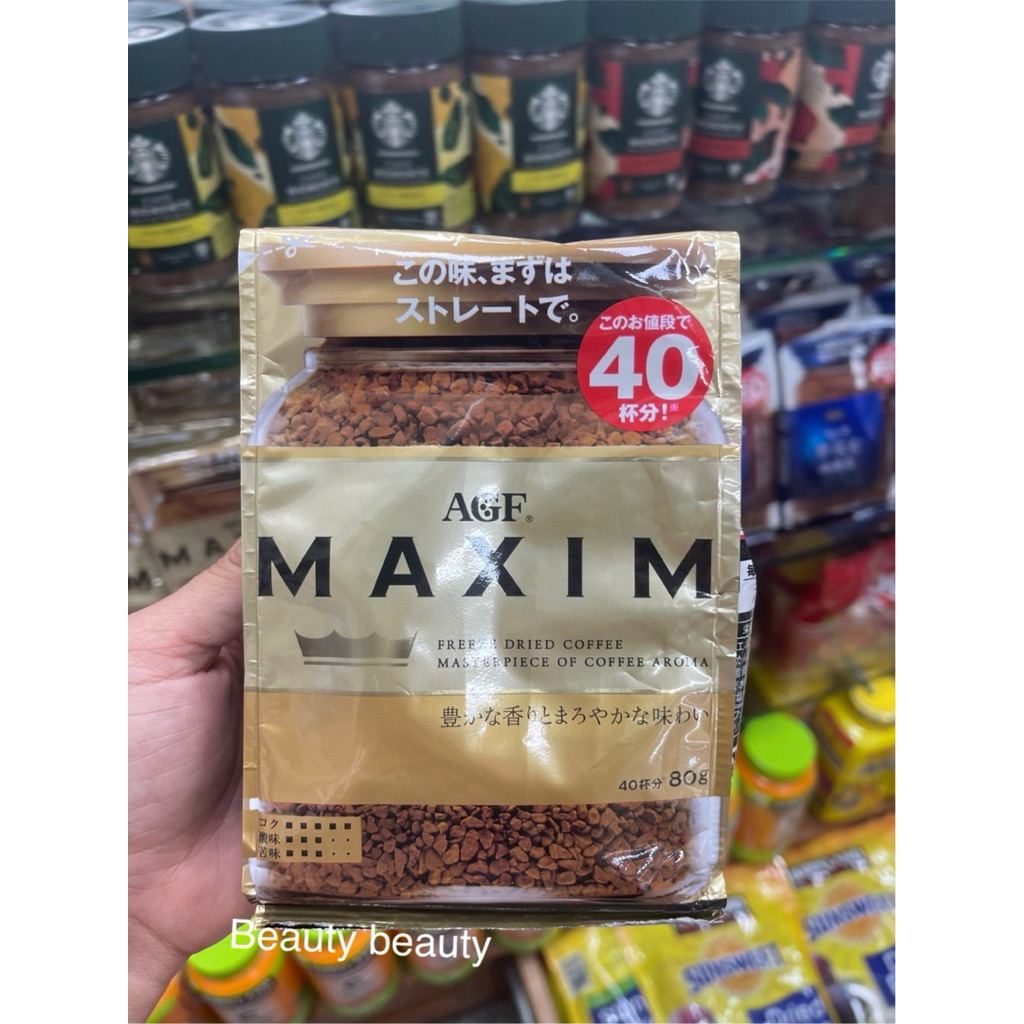 この味、まずは
ストレートで。
このお値段で
40
杯分!※
AGF®
MAXIM
FREEZE DRIED COFFEE
MASTERPIECE OF COFFEE AROMA
豊かな香りとまろやかな味わい
40杯分 80g
コク
酸味
苦味
Beauty beauty
SUNSWEET
SUNSWEET